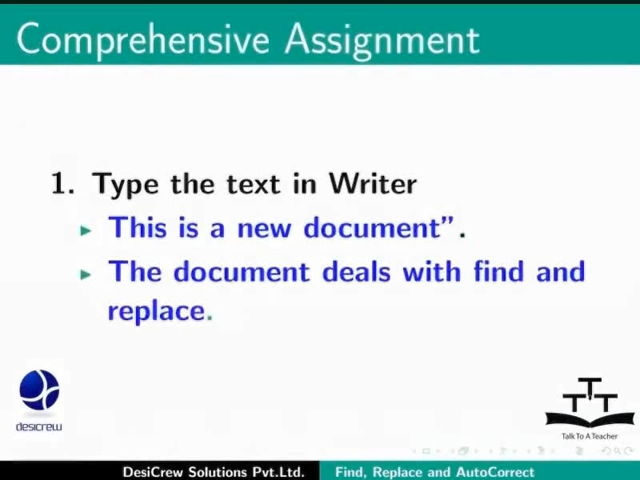 Comprehensive Assignment
1. Type the text in Writer
This is a new document”.
The document deals with find and
replace.
desicrew
TTT
Talk To A Teacher
DesiCrew Solutions Pvt.Ltd. Find, Replace and AutoCorrect